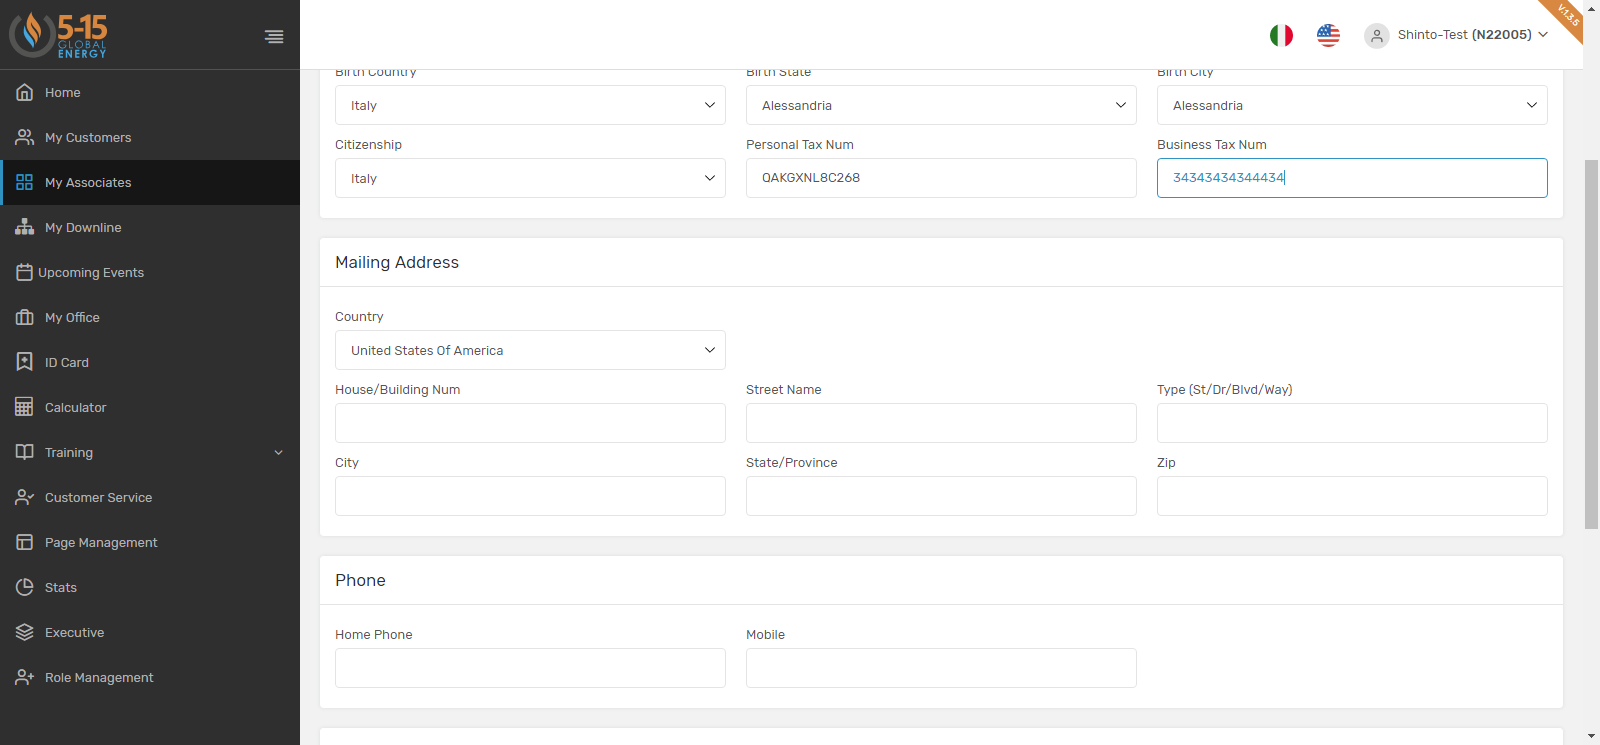 5-15
GLOBAL
ENERGY
Shinto-Test (N22005)
V:1.3.5
Home
My Customers
My Associates
My Downline
Upcoming Events
My Office
ID Card
Calculator
Training
Customer Service
Page Management
Stats
Executive
Role Management
Birth Country
Birth State
Birth City
Italy
Alessandria
Alessandria
Citizenship
Personal Tax Num
Business Tax Num
Italy
QAKGXNL8C268
34343434344434
Mailing Address
Country
United States Of America
House/Building Num
Street Name
Type (St/Dr/Blvd/Way)
City
State/Province
Zip
Phone
Home Phone
Mobile